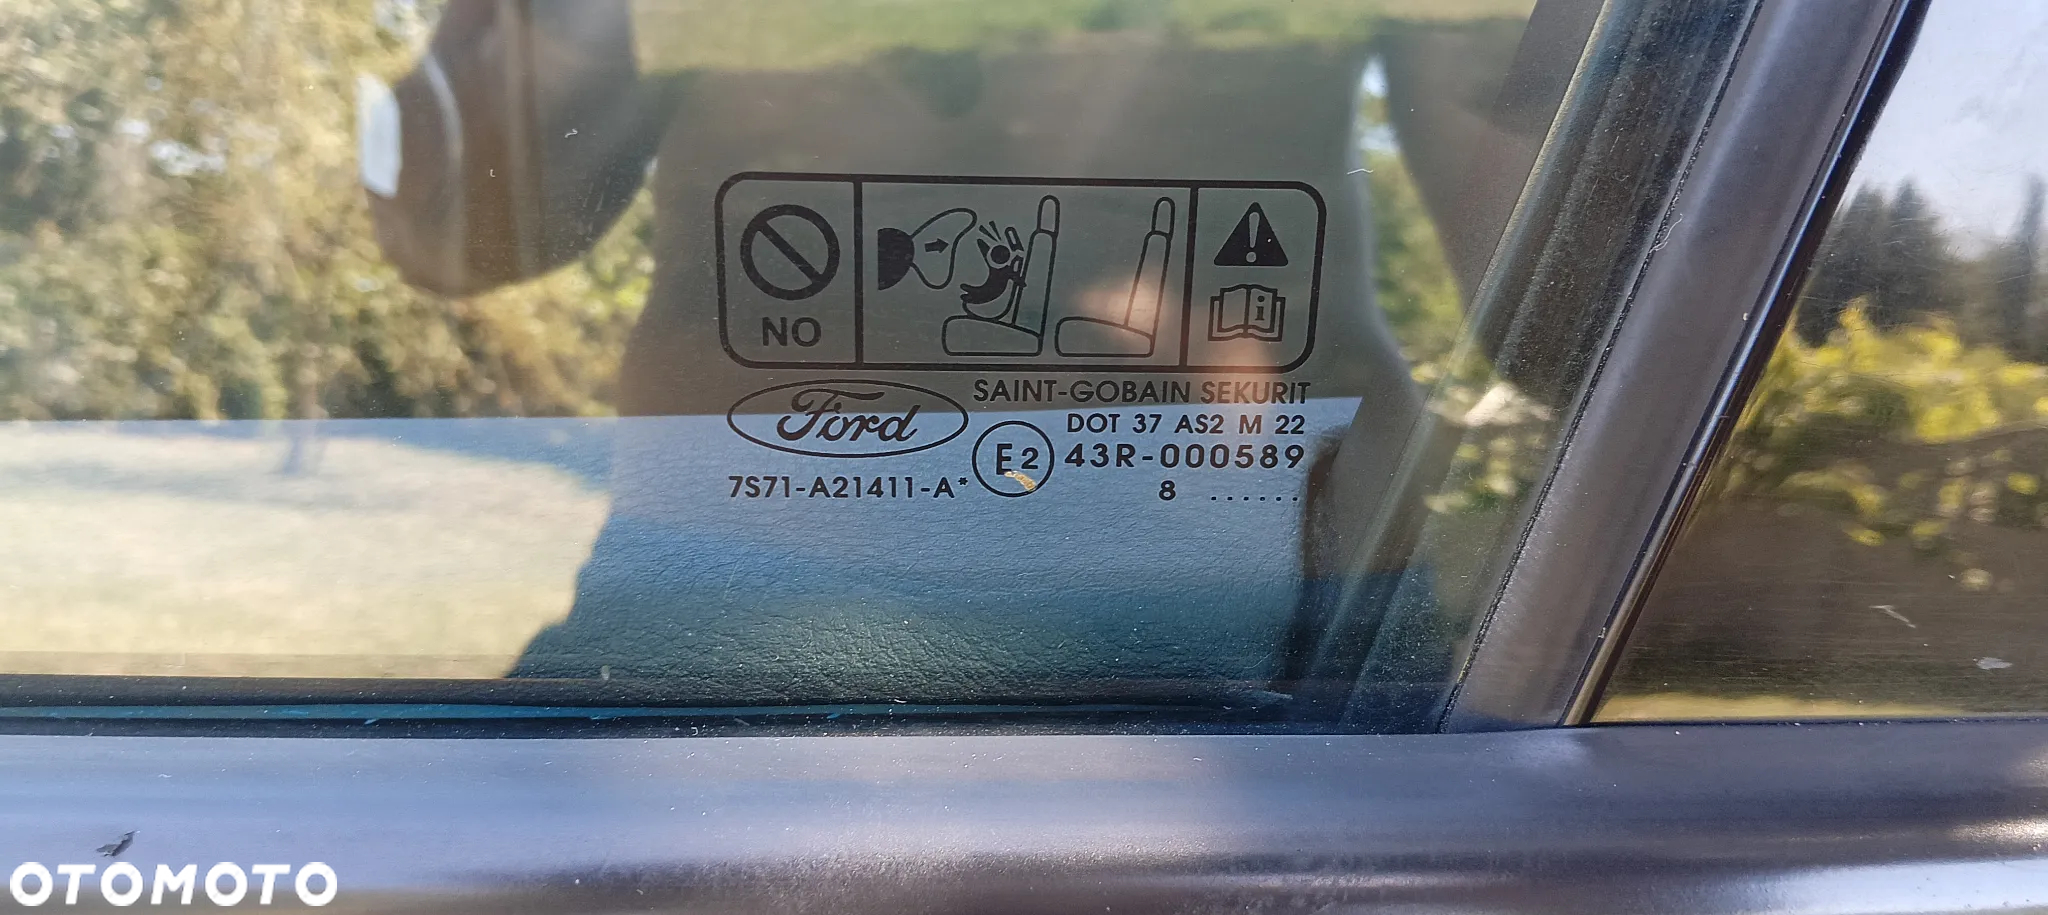 NO
SAINT-GOBAIN SEKURIT
Ford
DOT 37 AS2 M 22
E2
43R-000589
7S71-A21411-A*
8 ......
OTOMOTO